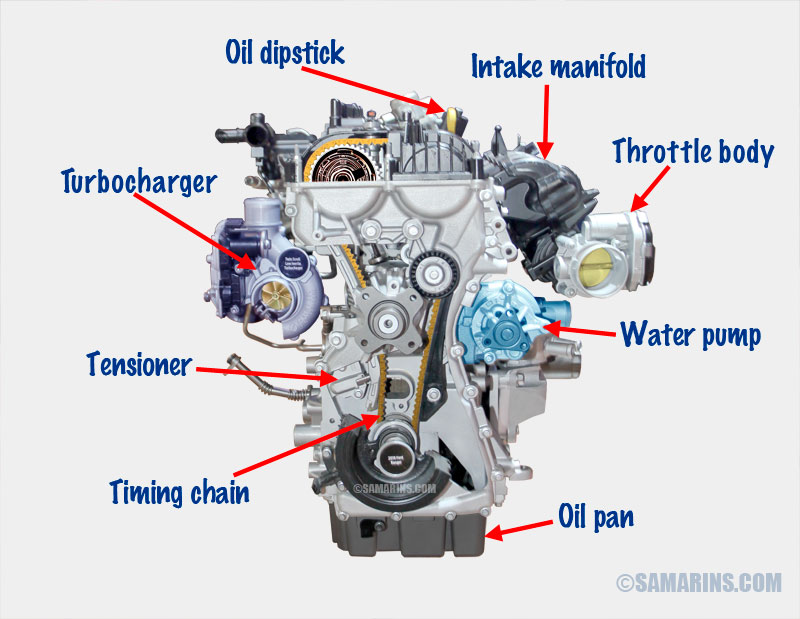 Oil dipstick
Intake manifold
Throttle body
Turbocharger
Water pump
Tensioner
Timing chain
©SAMARINS.COM
Oil pan
©SAMARINS.COM